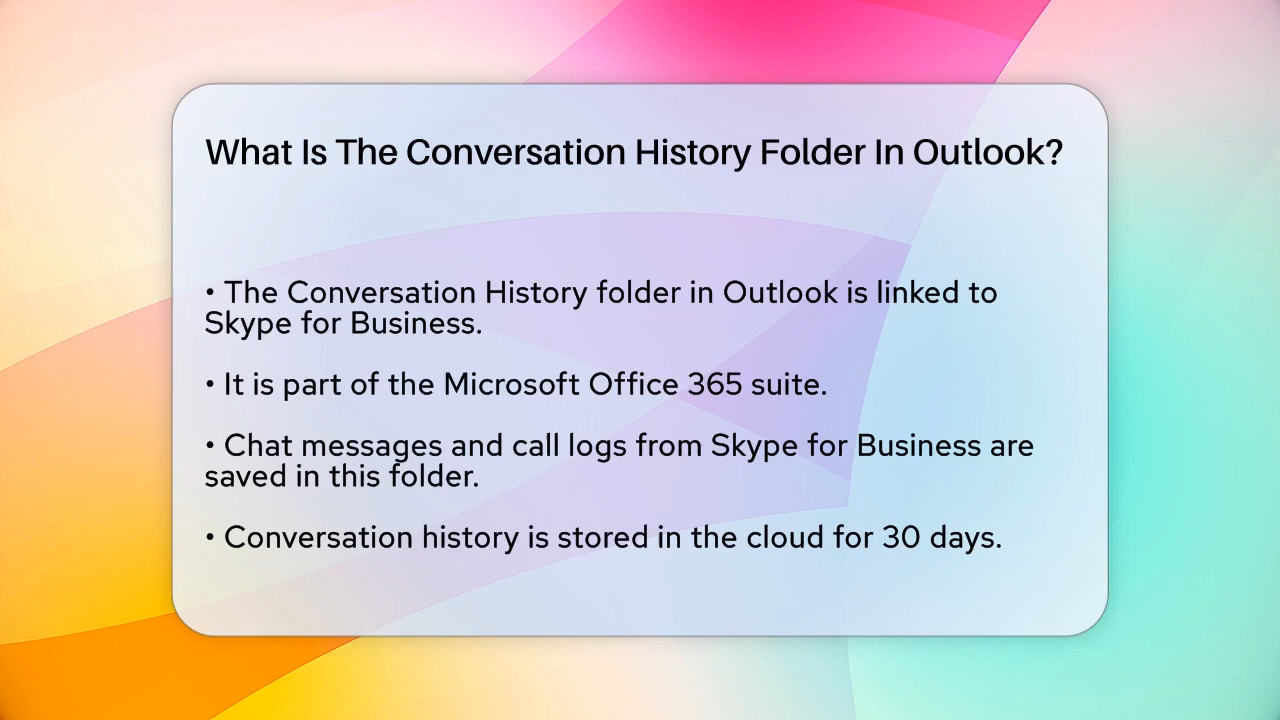 What Is The Conversation History Folder In Outlook?
• The Conversation History folder in Outlook is linked to
Skype for Business.
• It is part of the Microsoft Office 365 suite.
• Chat messages and call logs from Skype for Business are
saved in this folder.
• Conversation history is stored in the cloud for 30 days.